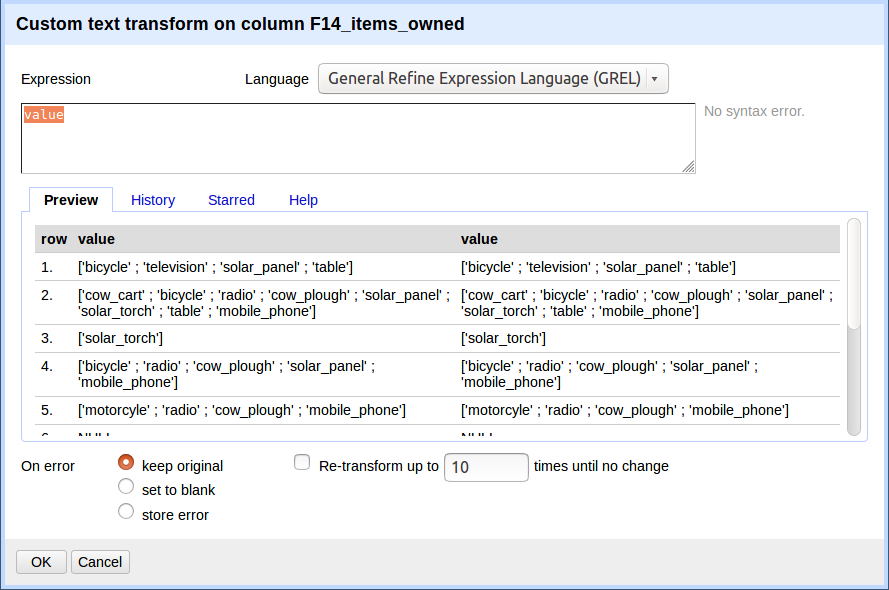 Custom text transform on column F14_items_owned
Expression Language General Refine Expression Language (GREL)
value No syntax error.
Preview History Starred Help
row value value
1. ['bicycle' ; 'television' ; 'solar_panel' ; 'table'] ['bicycle' ; 'television' ; 'solar_panel' ; 'table']
2. ['cow_cart' ; 'bicycle' ; 'radio' ; 'cow_plough' ; 'solar_panel' ; ['cow_cart' ; 'bicycle' ; 'radio' ; 'cow_plough' ; 'solar_panel' ;
'solar_torch' ; 'table' ; 'mobile_phone'] 'solar_torch' ; 'table' ; 'mobile_phone']
3. ['solar_torch'] ['solar_torch']
4. ['bicycle' ; 'radio' ; 'cow_plough' ; 'solar_panel' ; ['bicycle' ; 'radio' ; 'cow_plough' ; 'solar_panel' ;
'mobile_phone'] 'mobile_phone']
5. ['motorcyle' ; 'radio' ; 'cow_plough' ; 'mobile_phone'] ['motorcyle' ; 'radio' ; 'cow_plough' ; 'mobile_phone']
On error keep original Re-transform up to 10 times until no change
set to blank
store error
OK Cancel